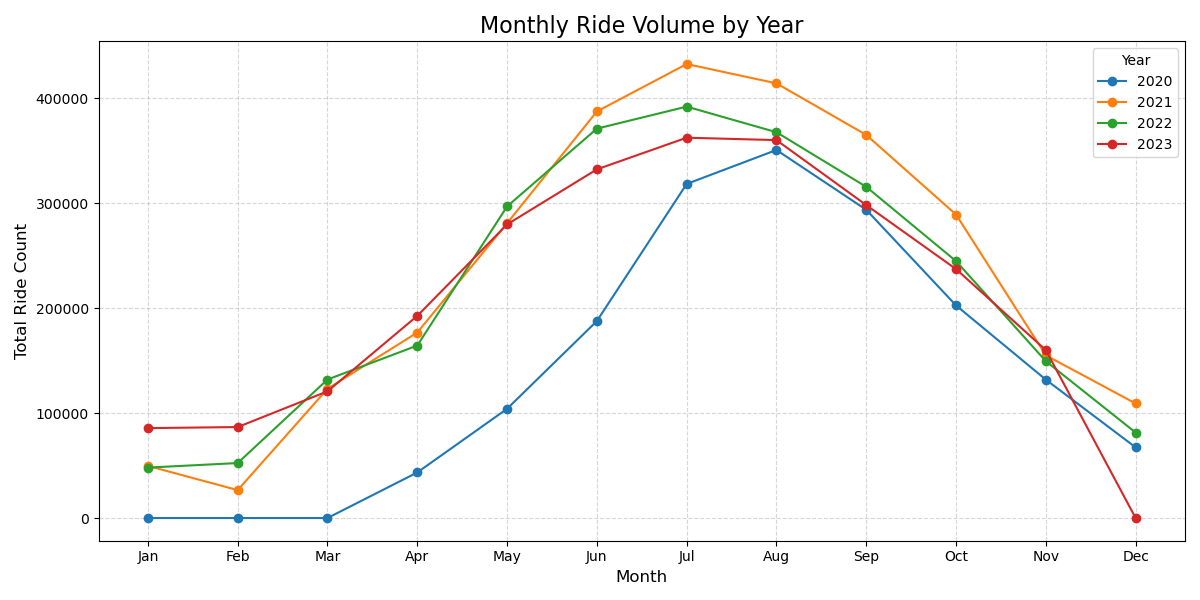 Monthly Ride Volume by Year
Year
2020
2021
2022
2023
Total Ride Count
400000
300000
200000
100000
0
Jan Feb Mar Apr May Jun Jul Aug Sep Oct Nov Dec
Month